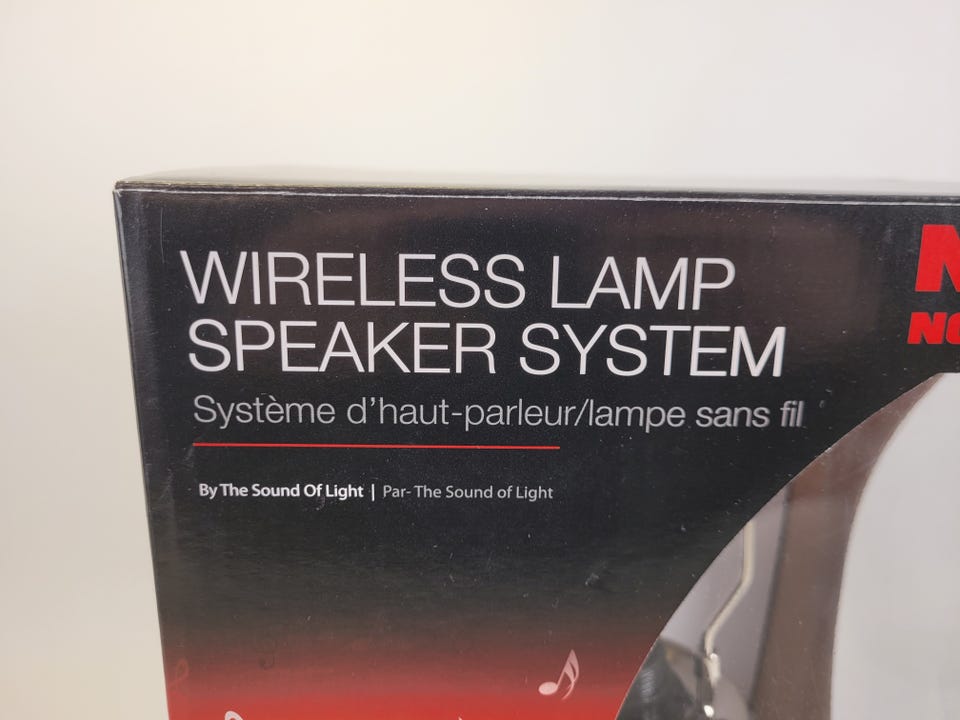 WIRELESS LAMP
SPEAKER SYSTEM
Système d'haut-parleur/lampe sans fil
By The Sound Of Light | Par- The Sound of Light